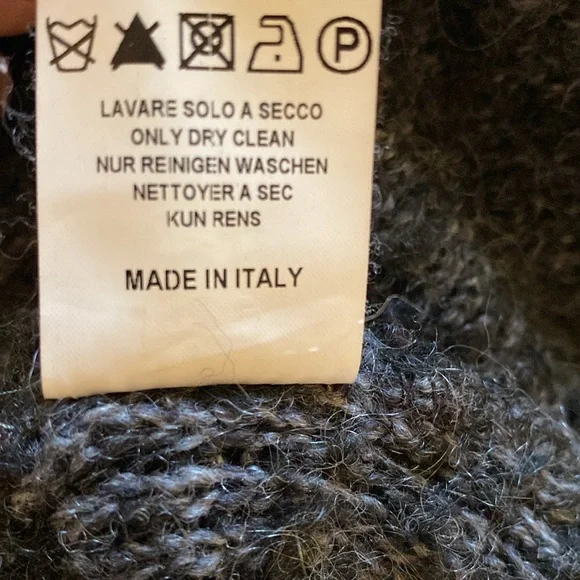 P
LAVARE SOLO A SECCO
ONLY DRY CLEAN
NUR REINIGEN WASCHEN
NETTOYER A SEC
KUN RENS
MADE IN ITALY